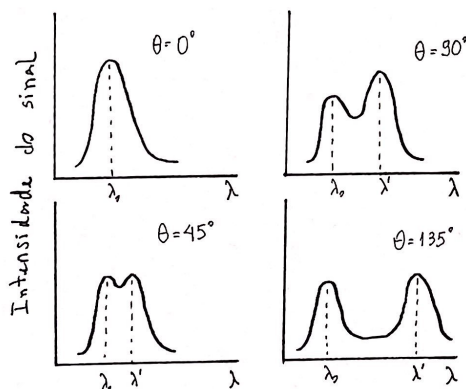 Intensidade do sinal
θ=0°
λ₀
λ
θ=90°
λ₀ λ' λ
θ=45°
λ₀ λ' λ
θ=135°
λ₀ λ' λ